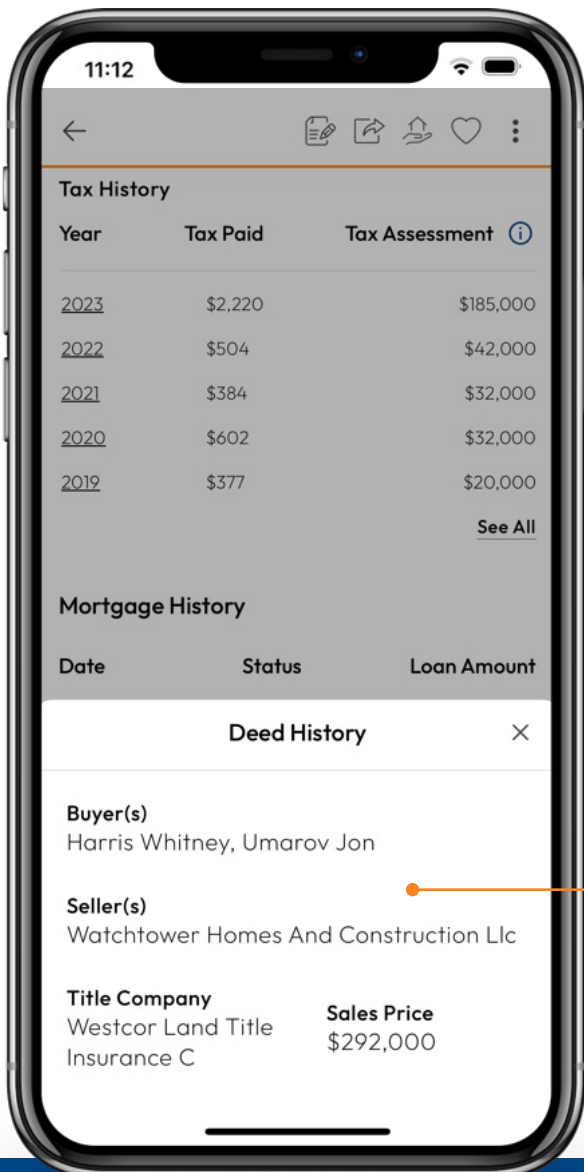 11:12
Tax History
Year Tax Paid Tax Assessment
2023 $2,220 $185,000
2022 $504 $42,000
2021 $384 $32,000
2020 $602 $32,000
2019 $377 $20,000
See All
Mortgage History
Date Status Loan Amount
Deed History
Buyer(s)
Harris Whitney, Umarov Jon
Seller(s)
Watchtower Homes And Construction Llc
Title Company
Westcor Land Title
Insurance C
Sales Price
$292,000